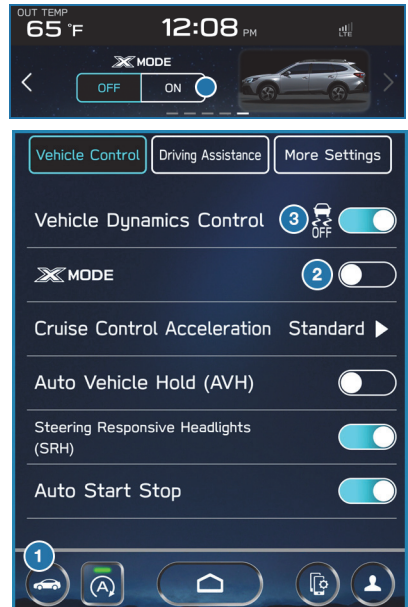 OUT TEMP
65 °F 12:08 PM LTE
X MODE
OFF ON
Vehicle Control Driving Assistance More Settings
Vehicle Dynamics Control 3 OFF
X MODE 2
Cruise Control Acceleration Standard
Auto Vehicle Hold (AVH)
Steering Responsive Headlights
(SRH)
Auto Start Stop
1
A